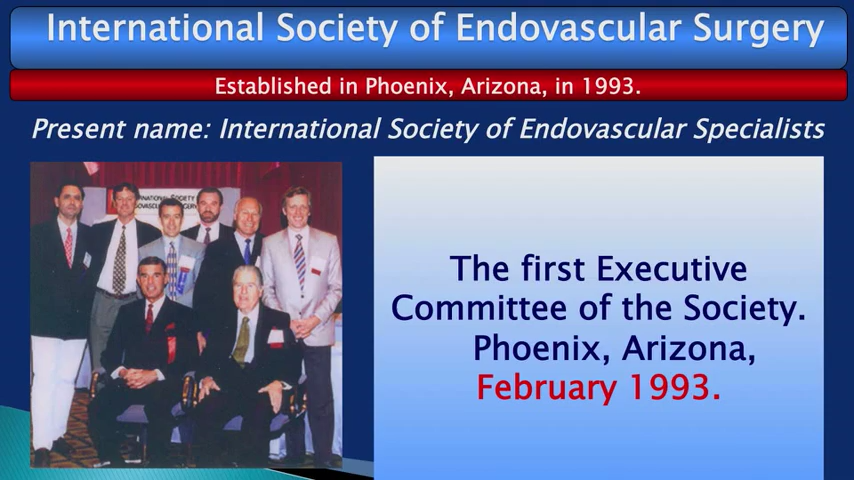 International Society of Endovascular Surgery
Established in Phoenix, Arizona, in 1993.
Present name: International Society of Endovascular Specialists
The first Executive
Committee of the Society.
Phoenix, Arizona,
February 1993.